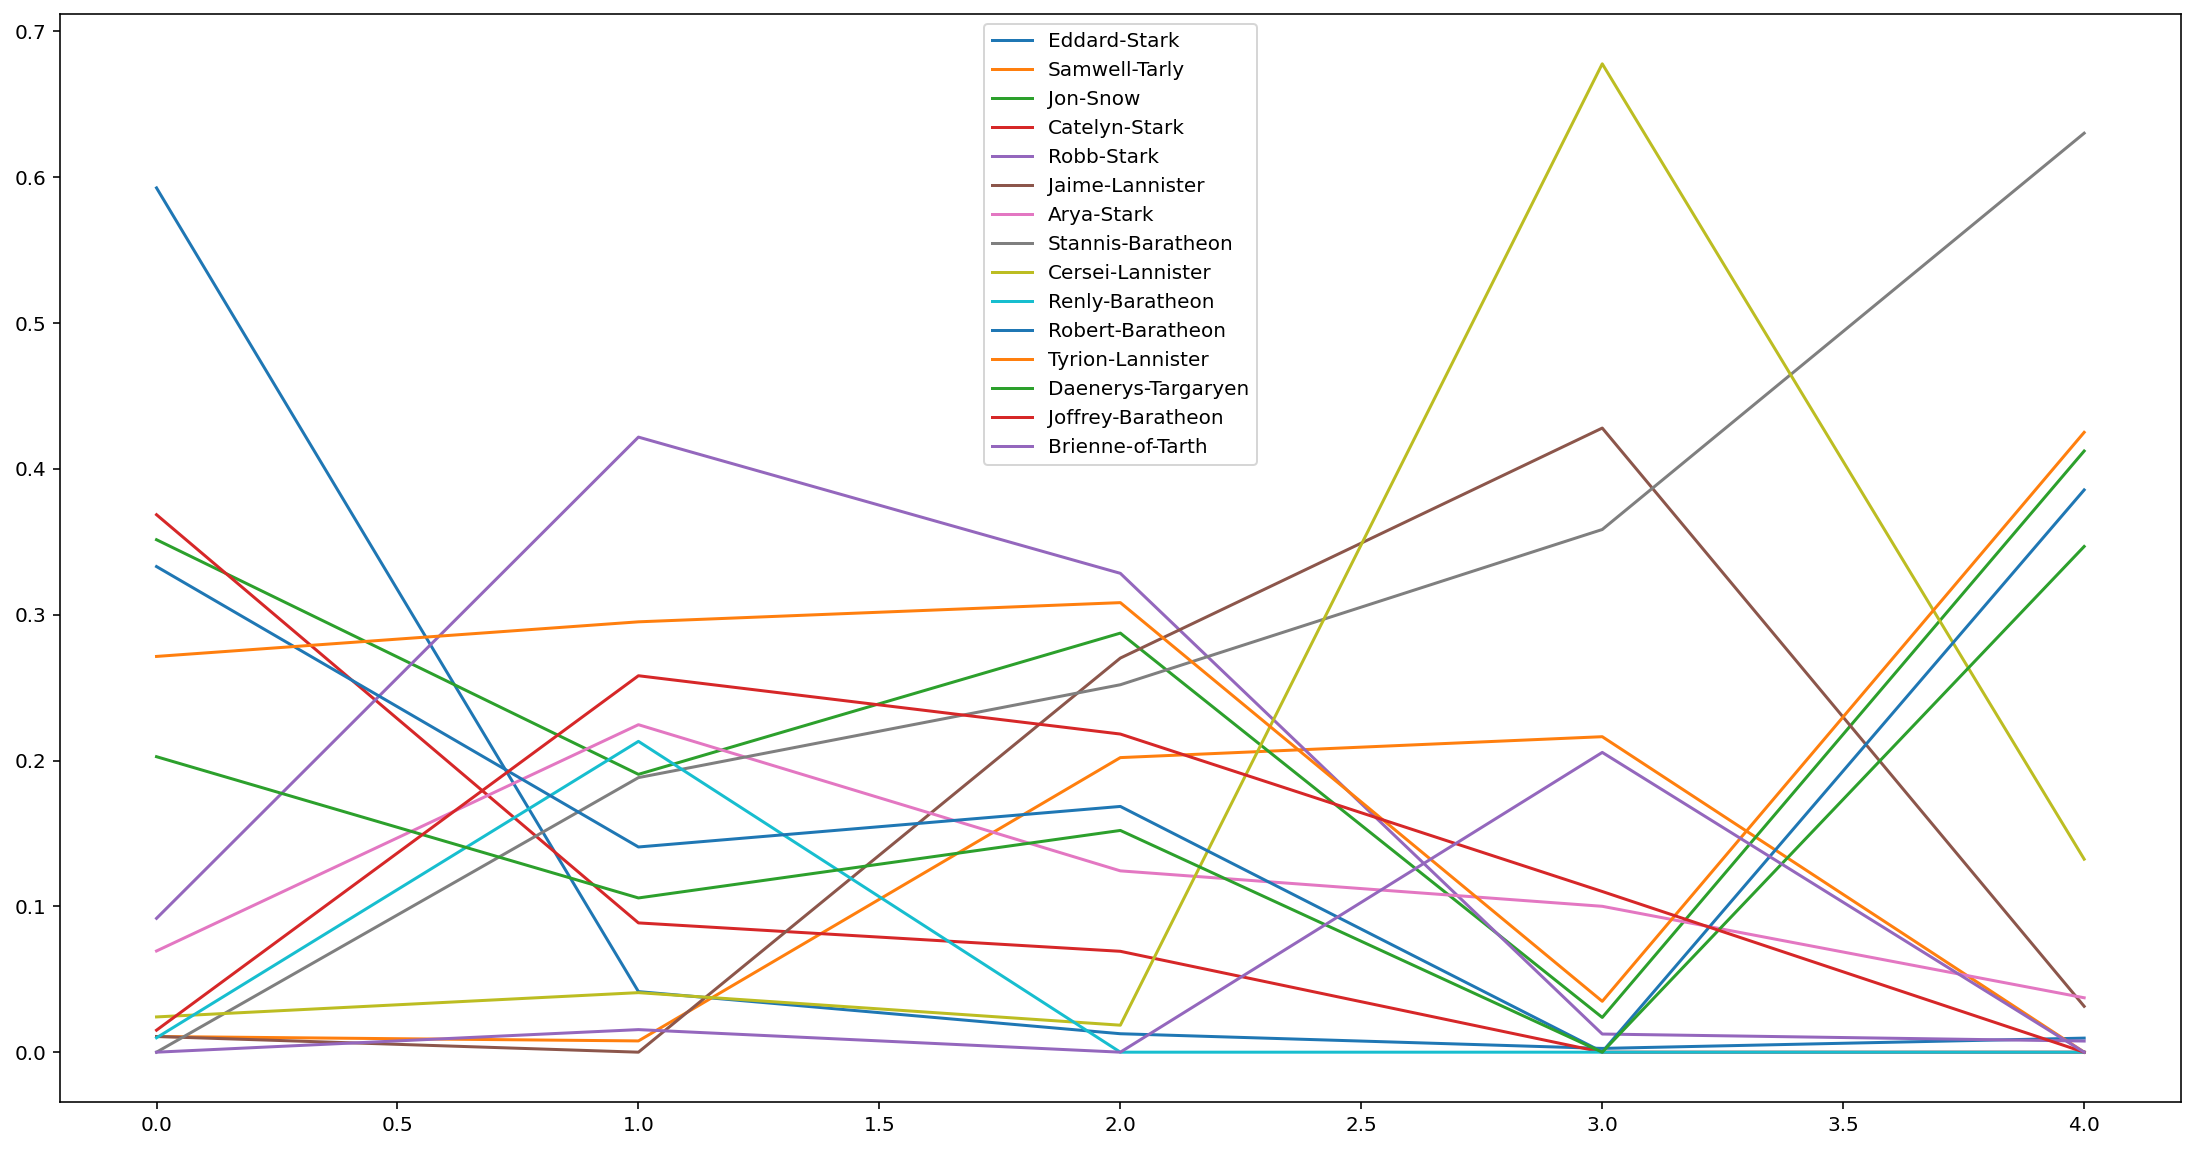 0.7
0.6
0.5
0.4
0.3
0.2
0.1
0.0
Eddard-Stark
Samwell-Tarly
Jon-Snow
Catelyn-Stark
Robb-Stark
Jaime-Lannister
Arya-Stark
Stannis-Baratheon
Cersei-Lannister
Renly-Baratheon
Robert-Baratheon
Tyrion-Lannister
Daenerys-Targaryen
Joffrey-Baratheon
Brienne-of-Tarth
0.0 0.5 1.0 1.5 2.0 2.5 3.0 3.5 4.0